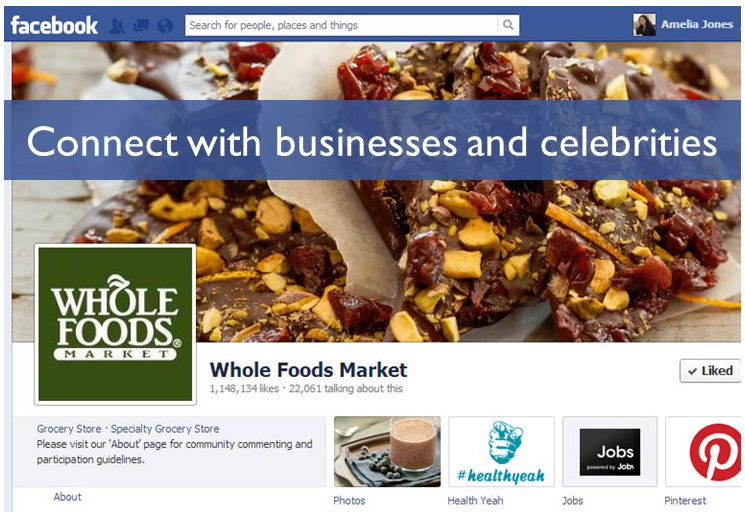 facebook
Search for people, places and things
Amelia Jones
Connect with businesses and celebrities
WHOLE
FOODS®
MARKET
Whole Foods Market
1,148,134 likes · 22,061 talking about this
✓ Liked
Grocery Store · Specialty Grocery Store
Please visit our 'About' page for community commenting and
participation guidelines.
About
#healthyeah
Jobs
powered by Jobn
Photos
Health Yeah
Jobs
Pinterest